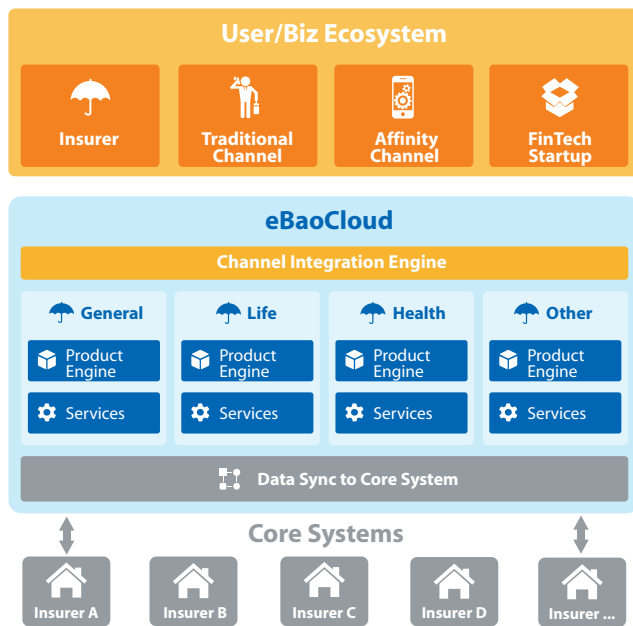 User/Biz Ecosystem
Insurer
Traditional
Channel
Affinity
Channel
FinTech
Startup
eBaoCloud
Channel Integration Engine
General
Life
Health
Other
Product
Engine
Product
Engine
Product
Engine
Product
Engine
Services
Services
Services
Services
Data Sync to Core System
Core Systems
Insurer A
Insurer B
Insurer C
Insurer D
Insurer ...